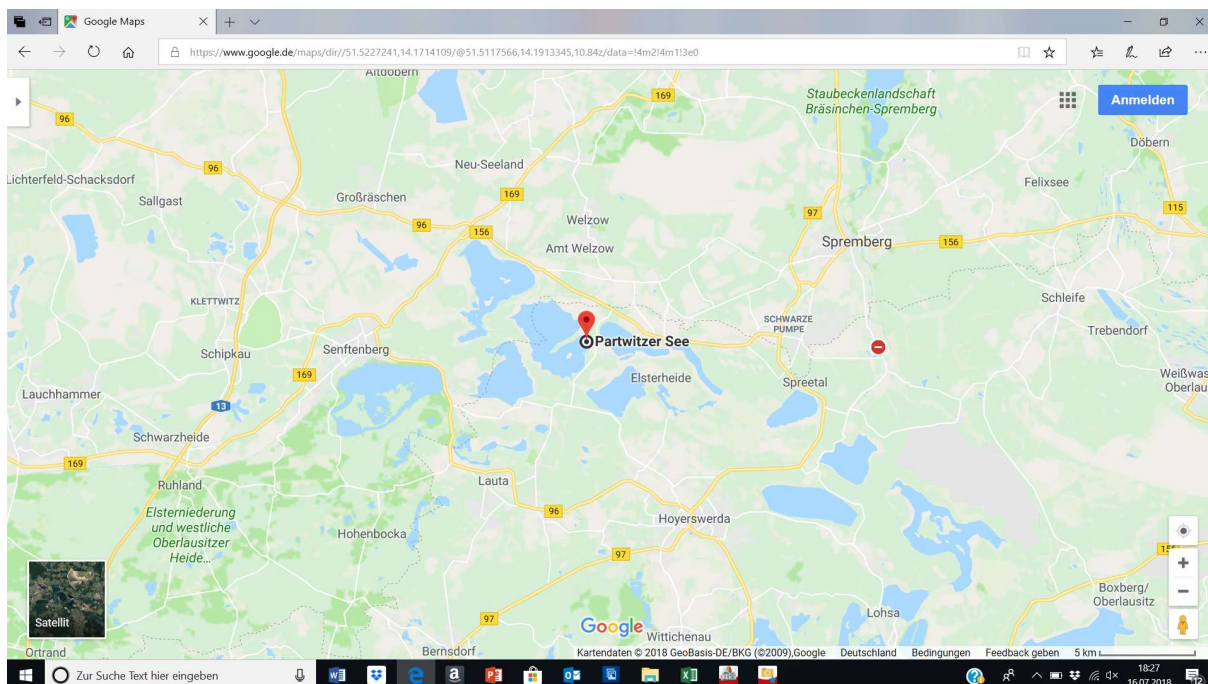 Google Maps
https://www.google.de/maps/dir//51.5227241,14.1714109/@51.5117566,14.1913345,10.84z/data=!4m2!4m1!3e0
Altdöbern
169
Staubeckenlandschaft
Bräsinchen-Spremberg
Anmelden
96
Döbern
Neu-Seeland
96
Lichterfeld-Schacksdorf
Sallgast
Großräschen
169
Felixsee
115
Welzow
97
96
156
Amt Welzow
Spremberg
156
KLETTWITZ
Schleife
SCHWARZE
PUMPE
Trebendorf
Partwitzer See
Schipkau
Senftenberg
169
Elsterheide
Spreetal
Weißwas
Oberlau
Lauchhammer
13
Schwarzheide
169
Ruhland
Lauta
Elsterniederung
und westliche
Oberlausitzer
Heide...
96
Hoyerswerda
Hohenbocka
97
Boxberg/
Oberlausitz
Satellit
97
Lohsa
Google
Wittichenau
Ortrand
Bernsdorf
Kartendaten © 2018 GeoBasis-DE/BKG (©2009),Google Deutschland Bedingungen Feedback geben 5 km
Zur Suche Text hier eingeben
18:27
16.07.2018
12